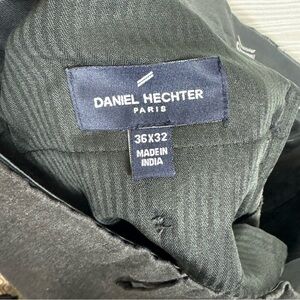 DANIEL HECHTER
PARIS
36X32
MADE IN
INDIA